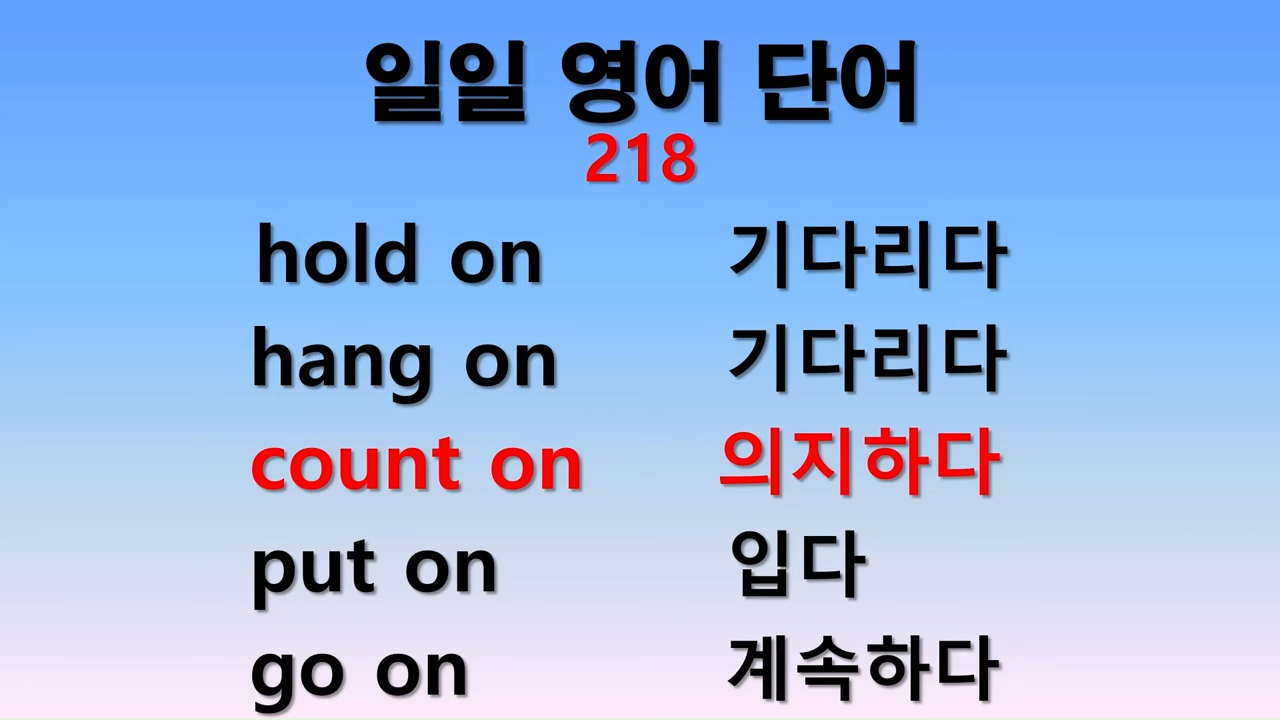 일일 영어 단어
218
hold on 기다리다
hang on 기다리다
count on 의지하다
put on 입다
go on 계속하다